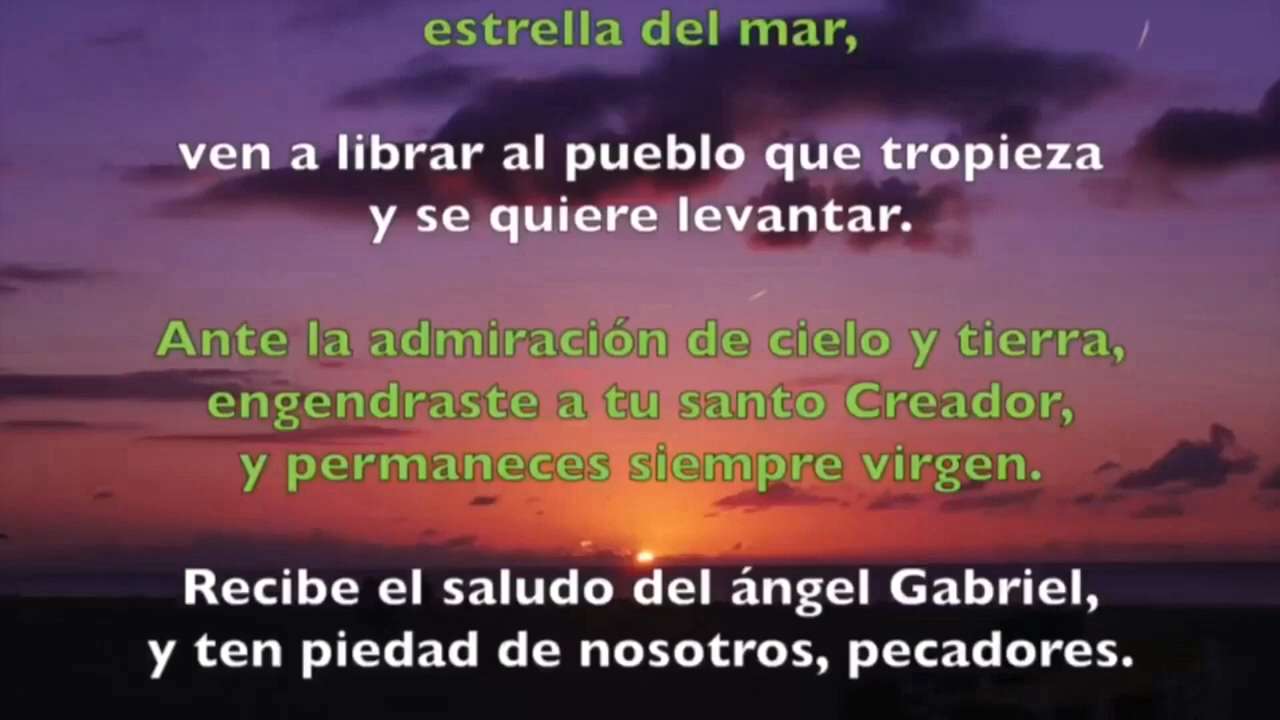 estrella del mar,
ven a librar al pueblo que tropieza
y se quiere levantar.
Ante la admiración de cielo y tierra,
engendraste a tu santo Creador,
y permaneces siempre virgen.
Recibe el saludo del ángel Gabriel,
y ten piedad de nosotros, pecadores.